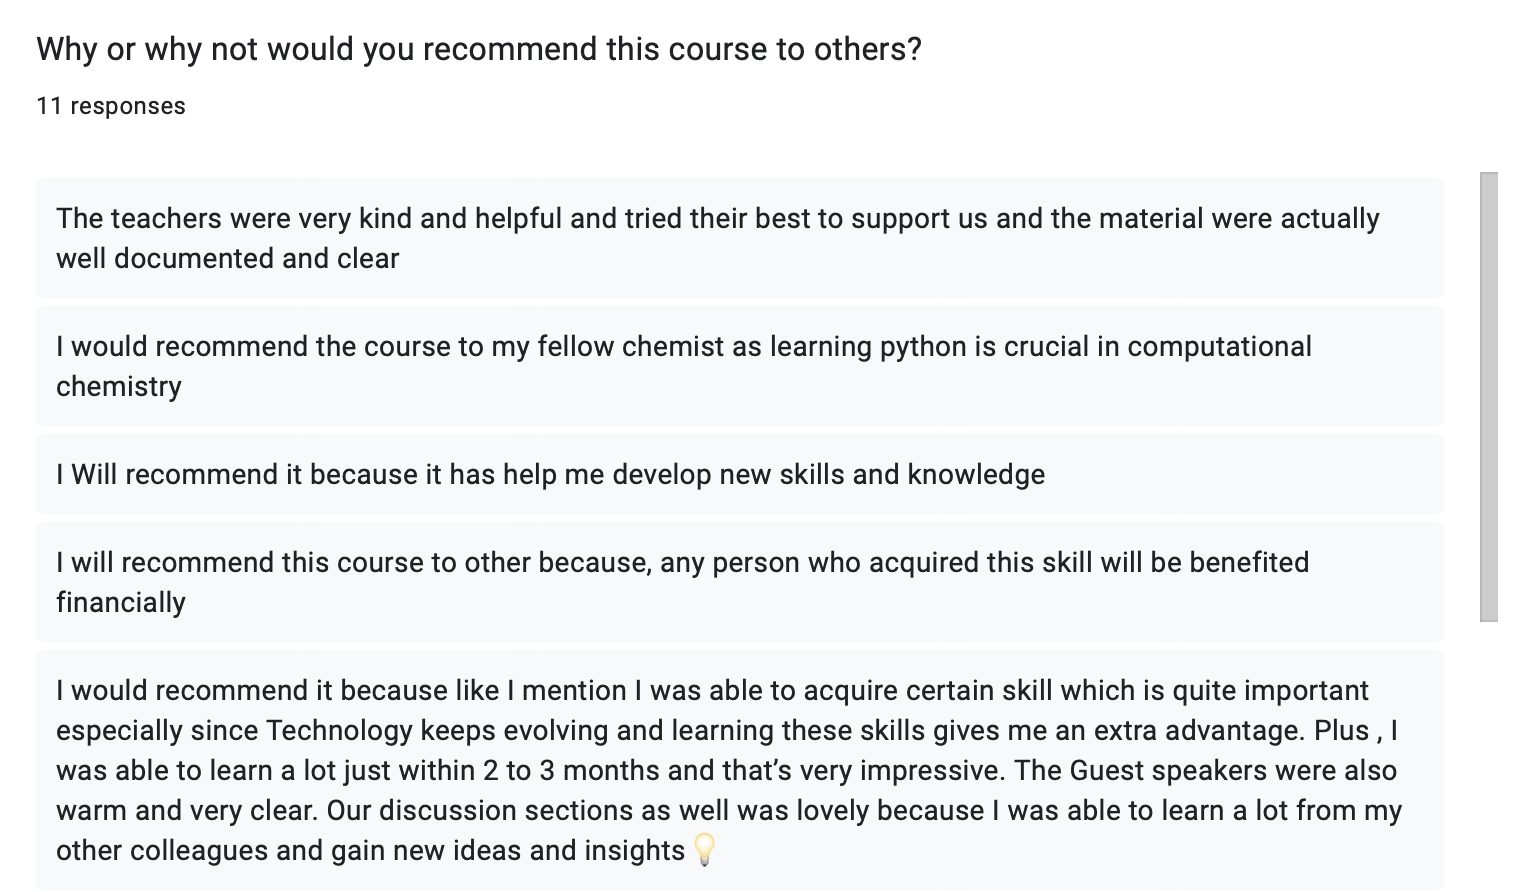 Why or why not would you recommend this course to others?
11 responses
The teachers were very kind and helpful and tried their best to support us and the material were actually
well documented and clear
I would recommend the course to my fellow chemist as learning python is crucial in computational
chemistry
I Will recommend it because it has help me develop new skills and knowledge
I will recommend this course to other because, any person who acquired this skill will be benefited
financially
I would recommend it because like I mention I was able to acquire certain skill which is quite important
especially since Technology keeps evolving and learning these skills gives me an extra advantage. Plus , I
was able to learn a lot just within 2 to 3 months and that’s very impressive. The Guest speakers were also
warm and very clear. Our discussion sections as well was lovely because I was able to learn a lot from my
other colleagues and gain new ideas and insights 💡